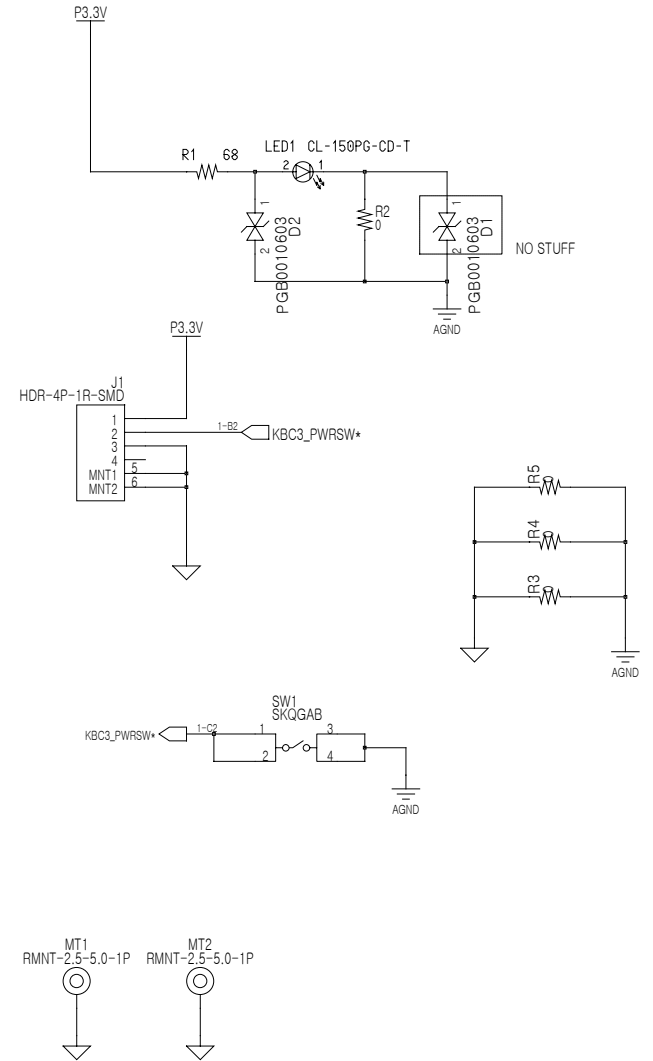 P3.3V
LED1 CL-150PG-CD-T
R1 68
2 1
1
2
PGB0010603
D2
R2
0
1
2
PGB0010603
D1
NO STUFF
AGND
P3.3V
J1
HDR-4P-1R-SMD
1
2
3
4
MNT1 5
MNT2 6
1-B2
KBC3_PWRSW*
R5
R4
R3
AGND
SW1
SKQGAB
KBC3_PWRSW*
1-C2
1 3
2 4
AGND
MT1
RMNT-2.5-5.0-1P
MT2
RMNT-2.5-5.0-1P